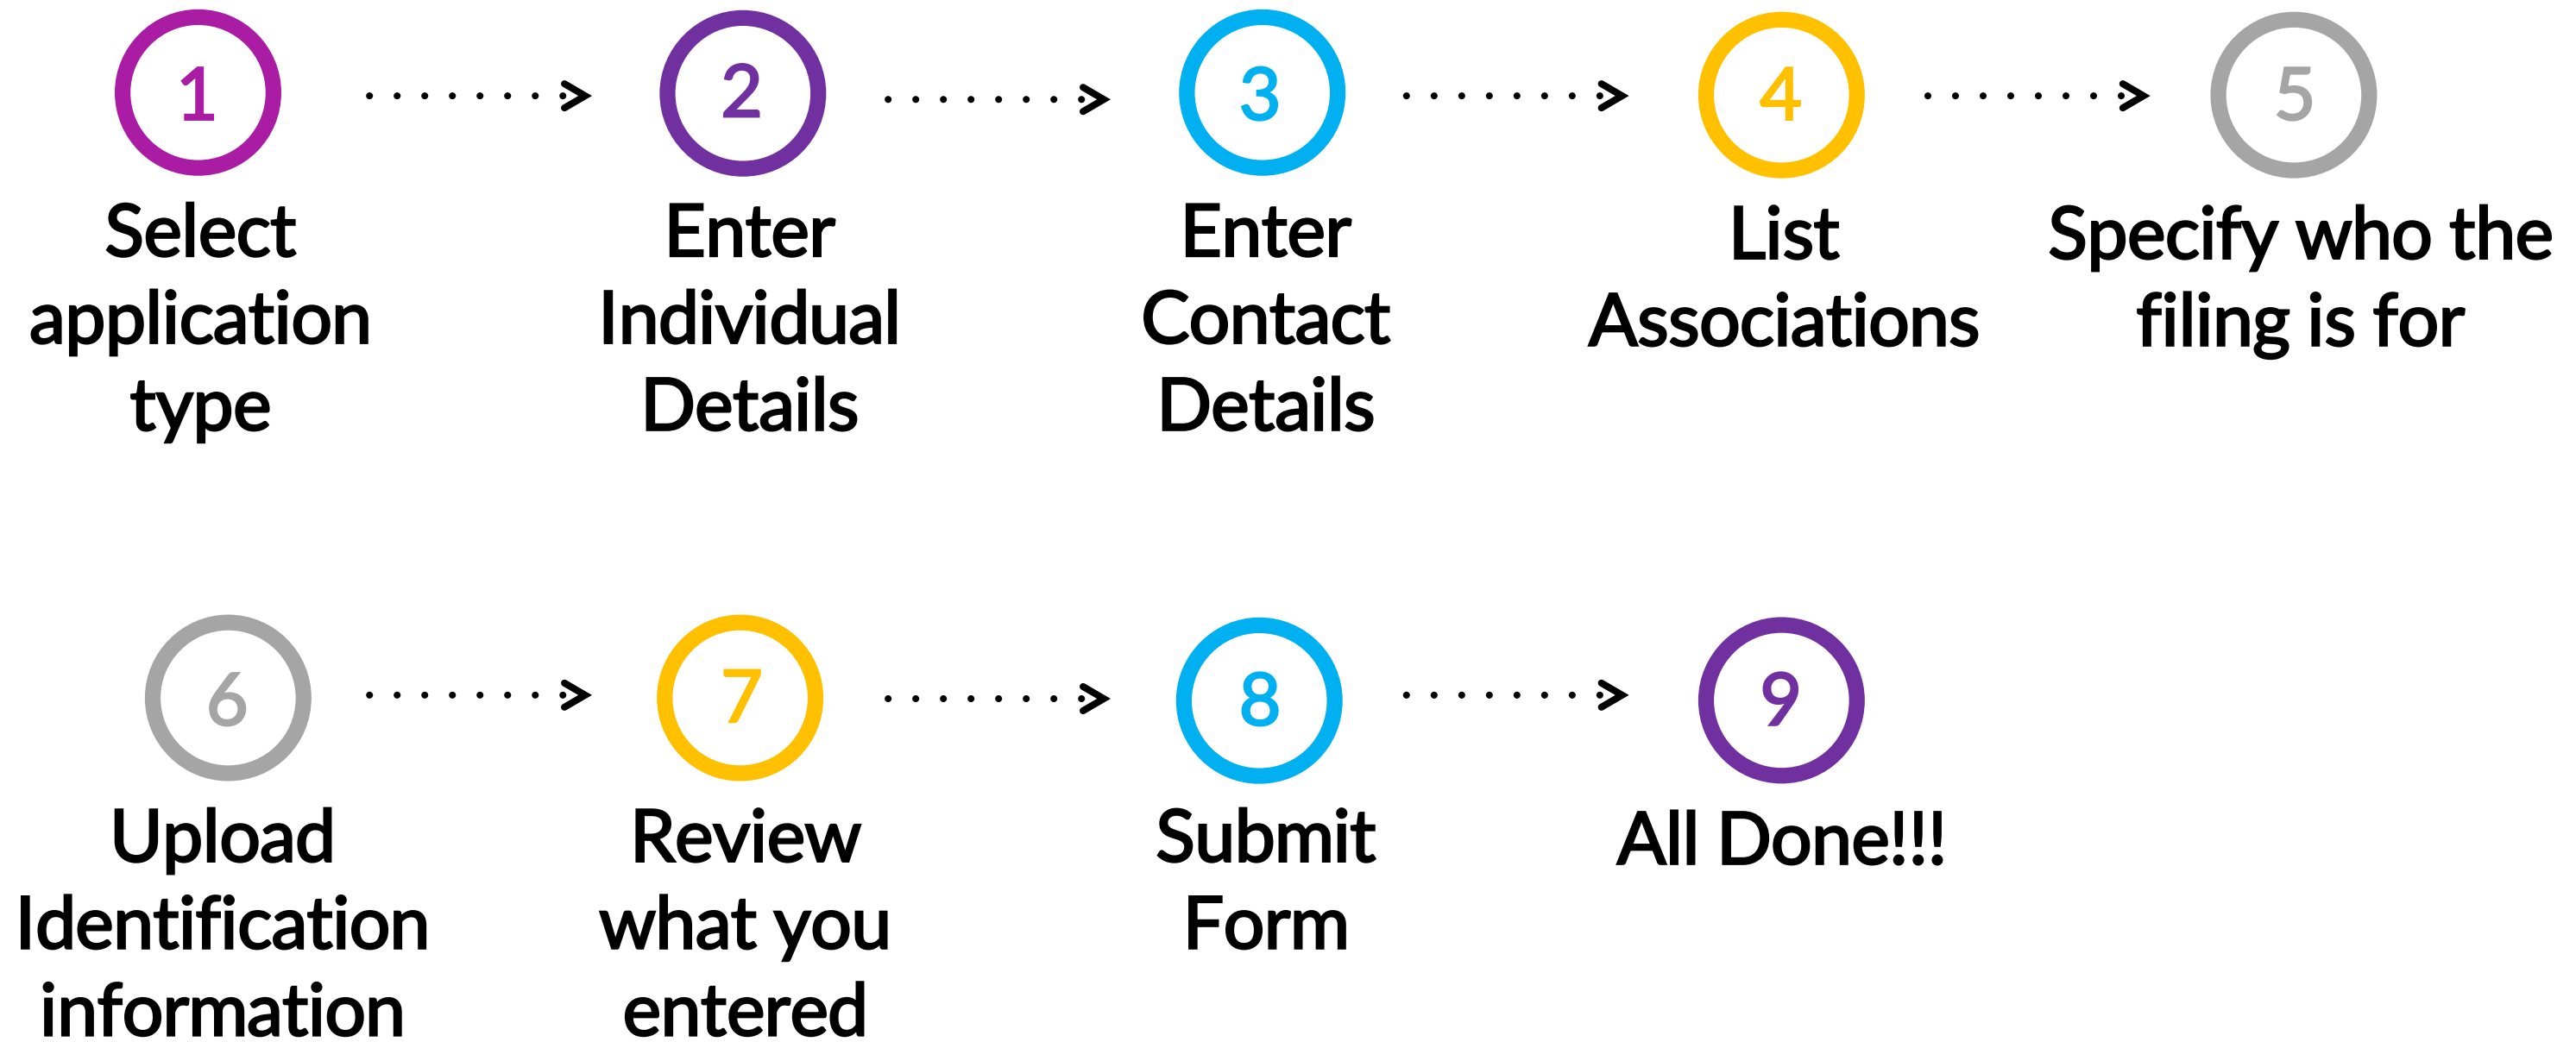 1
Select
application
type
2
Enter
Individual
Details
3
Enter
Contact
Details
4
List
Associations
5
Specify who the
filing is for
6
Upload
Identification
information
7
Review
what you
entered
8
Submit
Form
9
All Done!!!